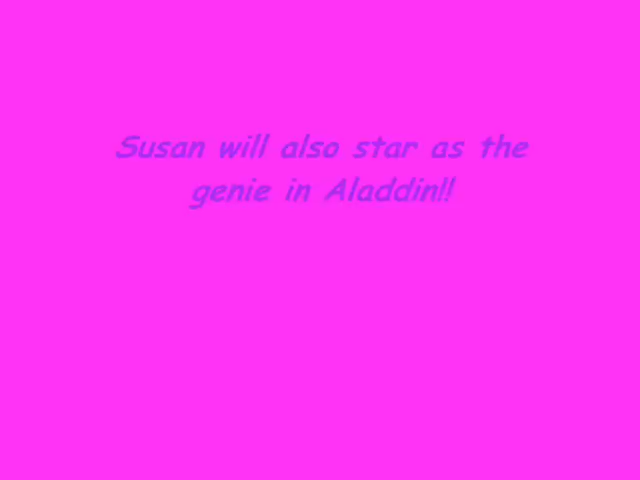 Susan will also star as the
genie in Aladdin!!